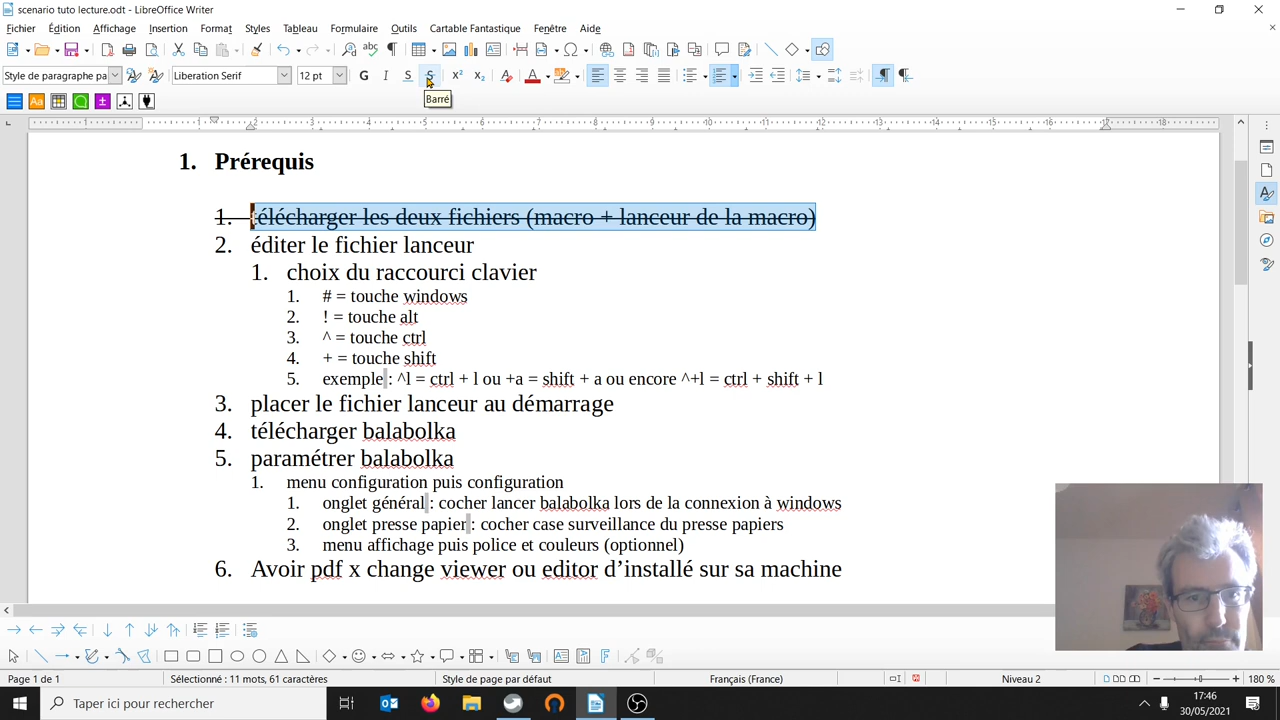 scenario tuto lecture.odt - LibreOffice Writer
Fichier Édition Affichage Insertion Format Styles Tableau Formulaire Outils Cartable Fantastiques Fenêtre Aide
Style de paragraphe pa Liberation Serif 12 pt G I S S
Barré
1. Prérequis
1. télécharger les deux fichiers (macro + lanceur de la macro)
2. éditer le fichier lanceur
1. choix du raccourci clavier
1. # = touche windows
2. ! = touche alt
3. ^ = touche ctrl
4. + = touche shift
5. exemple : ^l = ctrl + l ou +a = shift + a ou encore ^+l = ctrl + shift + l
3. placer le fichier lanceur au démarrage
4. télécharger balabolka
5. paramétrer balabolka
1. menu configuration puis configuration
1. onglet général : cocher lancer balabolka lors de la connexion à windows
2. onglet presse papier : cocher case surveillance du presse papiers
3. menu affichage puis police et couleurs (optionnel)
6. Avoir pdf x change viewer ou editor d’installé sur sa machine
Page 1 de 1 Sélectionné : 11 mots, 61 caractères Style de page par défaut Français (France) Niveau 2 180 %
Taper ici pour rechercher
17:46
30/05/2021